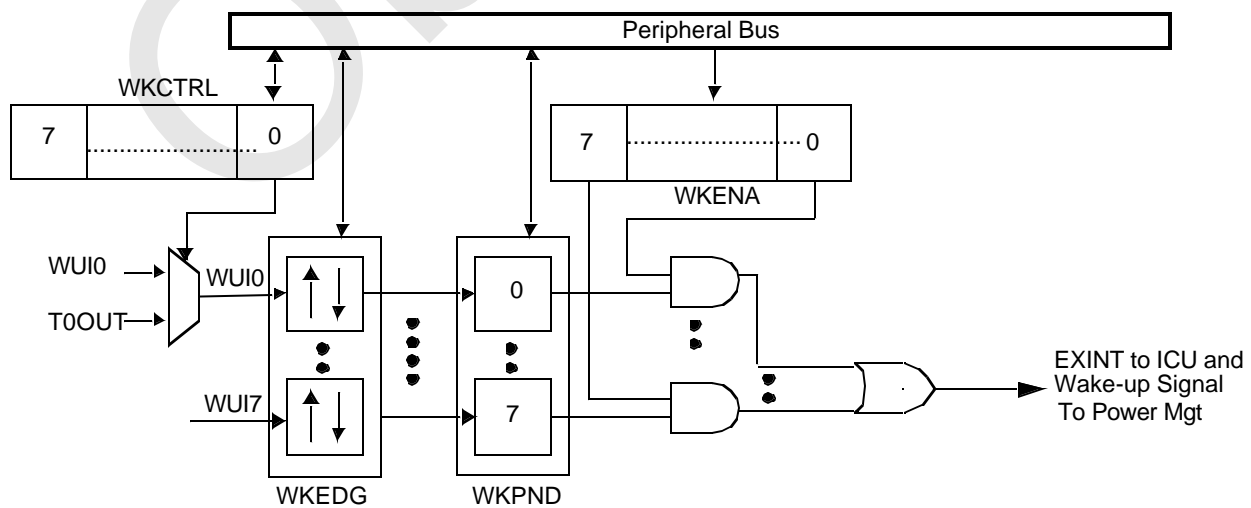 Peripheral Bus
WKCTRL
7 0
7 0
WKENA
WUI0
WUI0
T0OUT
0
WUI7
7
EXINT to ICU and
Wake-up Signal
To Power Mgt
WKEDG
WKPND